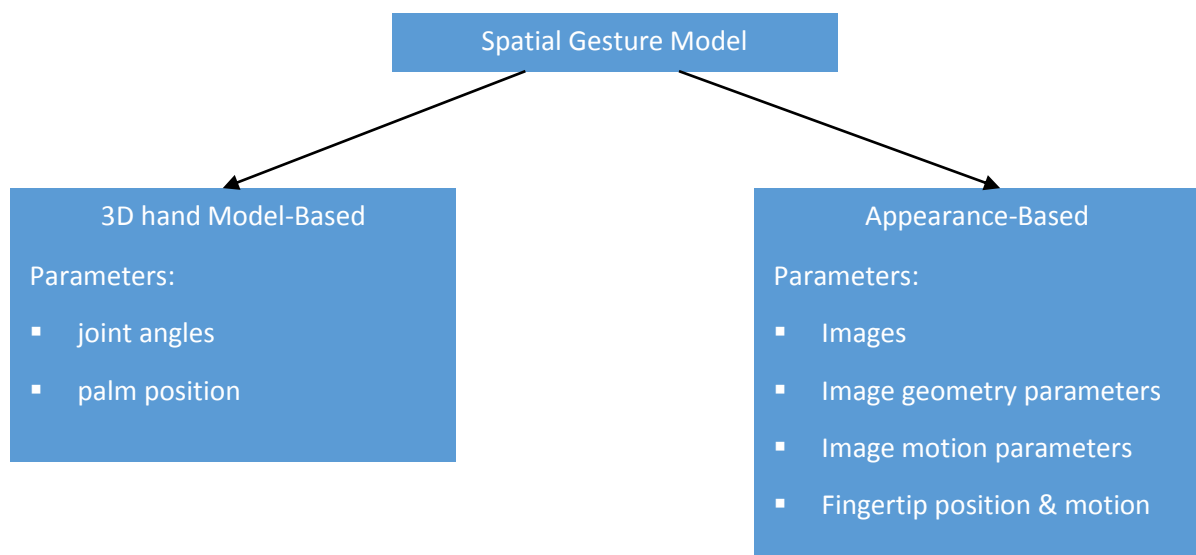 Spatial Gesture Model
3D hand Model-Based
Parameters:
▪ joint angles
▪ palm position
Appearance-Based
Parameters:
▪ Images
▪ Image geometry parameters
▪ Image motion parameters
▪ Fingertip position & motion